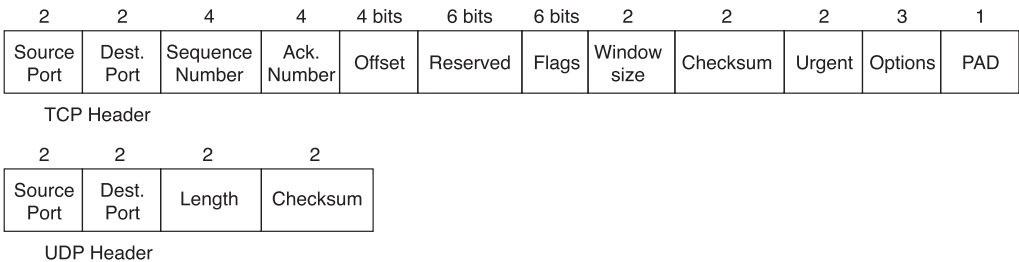 2 2 4 4 4 bits 6 bits 6 bits 2 2 2 3 1
Source Port Dest. Port Sequence Number Ack. Number Offset Reserved Flags Window size Checksum Urgent Options PAD
TCP Header
2 2 2 2
Source Port Dest. Port Length Checksum
UDP Header